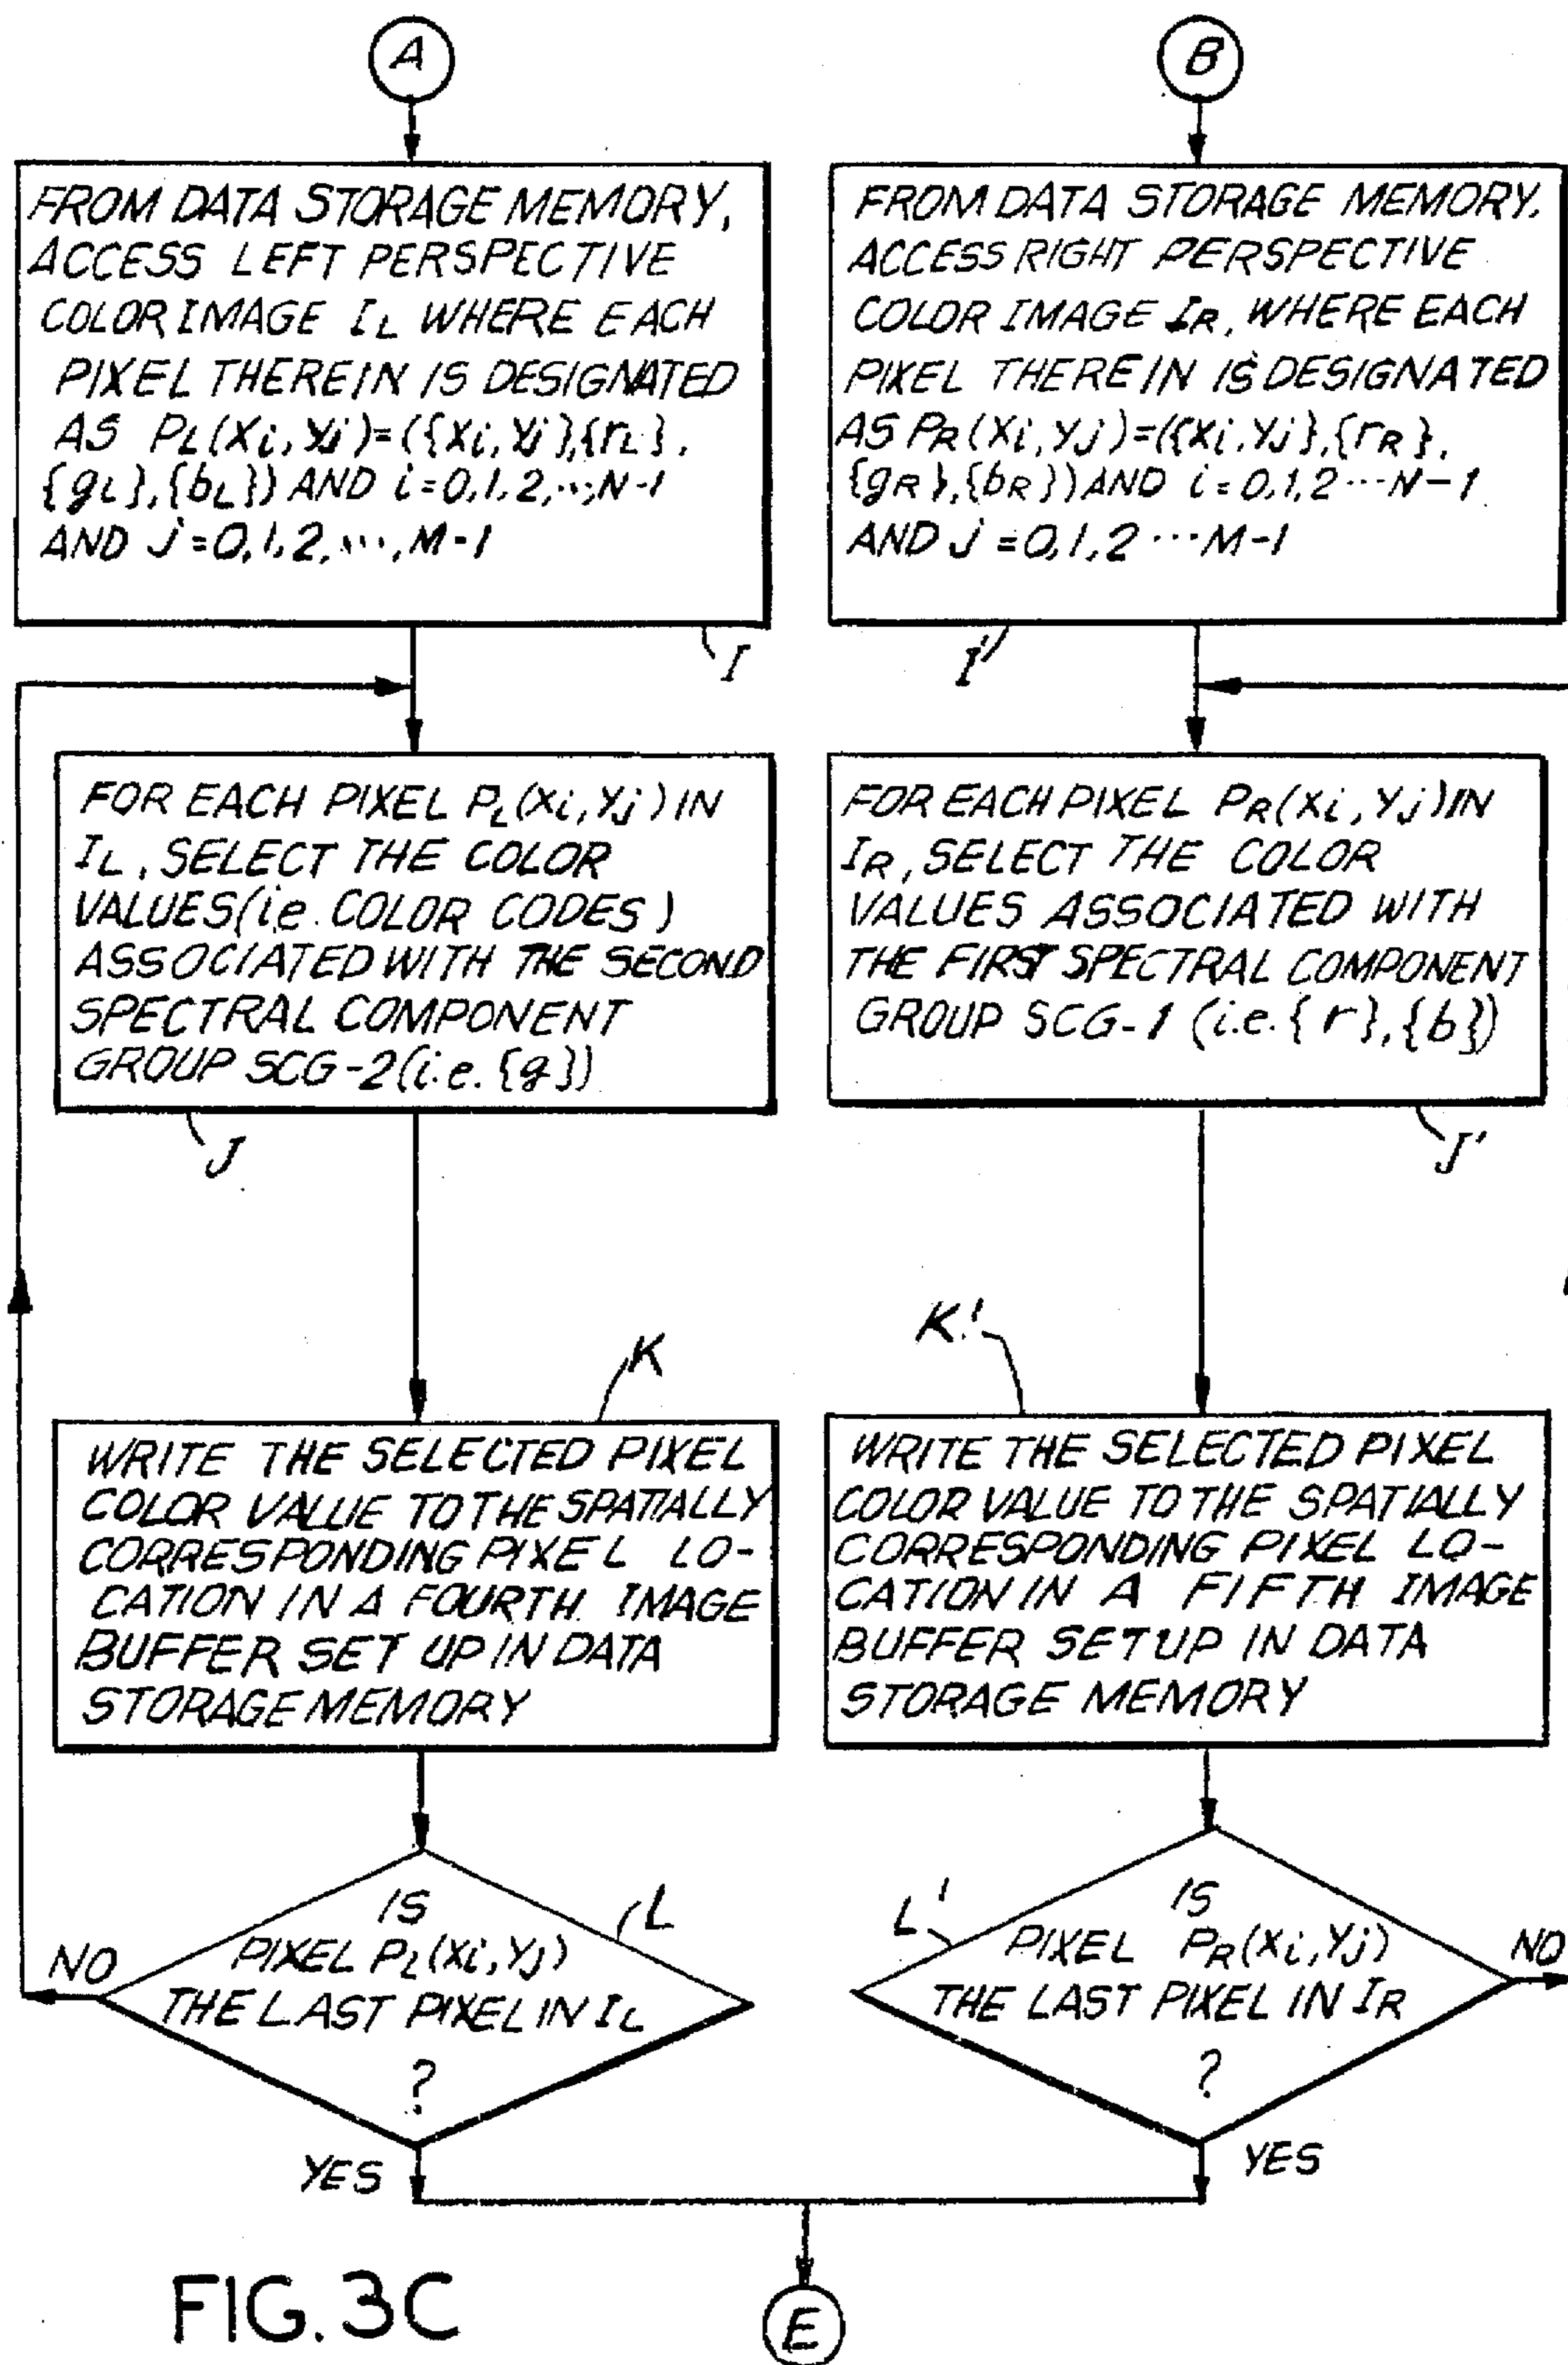 A
FROM DATA STORAGE MEMORY,
ACCESS LEFT PERSPECTIVE
COLOR IMAGE IL WHERE EACH
PIXEL THEREIN IS DESIGNATED
AS PL(xi, yj)=({xi, yj},{rL},
{gL},{bL}) AND i=0,1,2,...,N-1
AND j=0,1,2,...,M-1
I
FOR EACH PIXEL PL(xi, yj) IN
IL, SELECT THE COLOR
VALUES(i.e. COLOR CODES)
ASSOCIATED WITH THE SECOND
SPECTRAL COMPONENT
GROUP SCG-2(i.e. {g})
J
K
WRITE THE SELECTED PIXEL
COLOR VALUE TO THE SPATIALLY
CORRESPONDING PIXEL LO-
CATION IN A FOURTH IMAGE
BUFFER SET UP IN DATA
STORAGE MEMORY
L
IS
PIXEL PL(xi, yj)
THE LAST PIXEL IN IL
?
NO
YES
B
FROM DATA STORAGE MEMORY,
ACCESS RIGHT PERSPECTIVE
COLOR IMAGE IR, WHERE EACH
PIXEL THEREIN IS DESIGNATED
AS PR(xi, yj)=({xi, yj},{rR},
{gR},{bR}) AND i=0,1,2...N-1
AND j=0,1,2...M-1
I'
FOR EACH PIXEL PR(xi, yj) IN
IR, SELECT THE COLOR
VALUES ASSOCIATED WITH
THE FIRST SPECTRAL COMPONENT
GROUP SCG-1 (i.e. {r},{b})
J'
K'
WRITE THE SELECTED PIXEL
COLOR VALUE TO THE SPATIALLY
CORRESPONDING PIXEL LO-
CATION IN A FIFTH IMAGE
BUFFER SETUP IN DATA
STORAGE MEMORY
L'
IS
PIXEL PR(xi, yj)
THE LAST PIXEL IN IR
?
NO
YES
E
FIG. 3C